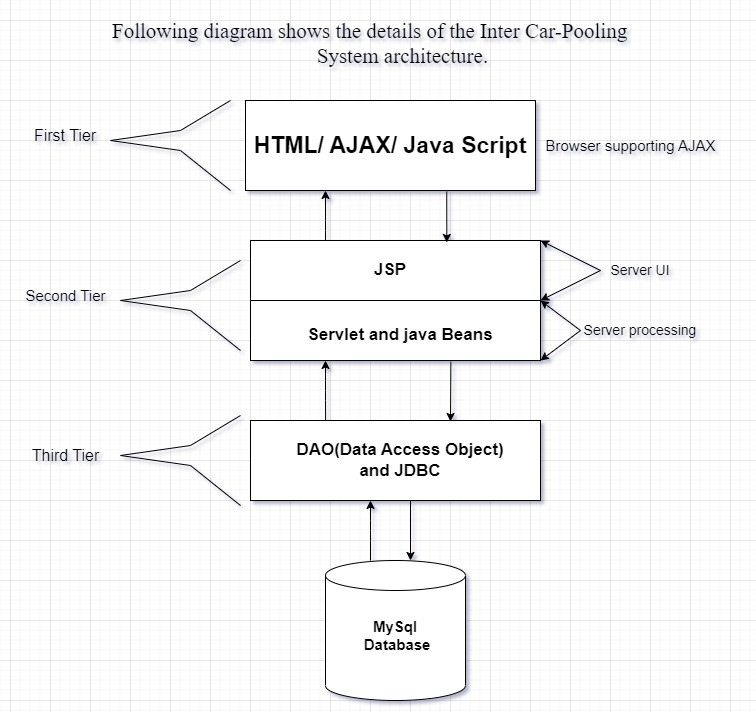 Following diagram shows the details of the Inter Car-Pooling
System architecture.
First Tier
HTML/ AJAX/ Java Script
Browser supporting AJAX
JSP
Server UI
Second Tier
Servlet and java Beans
Server processing
Third Tier
DAO(Data Access Object)
and JDBC
MySql
Database